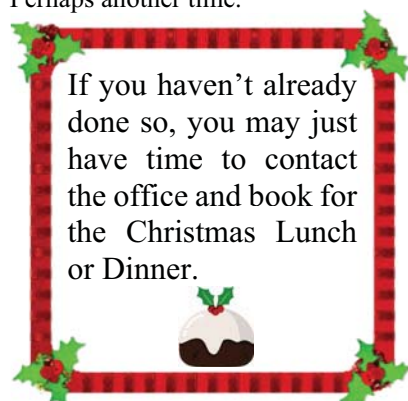 Perhaps another time.
If you haven’t already
done so, you may just
have time to contact
the office and book for
the Christmas Lunch
or Dinner.